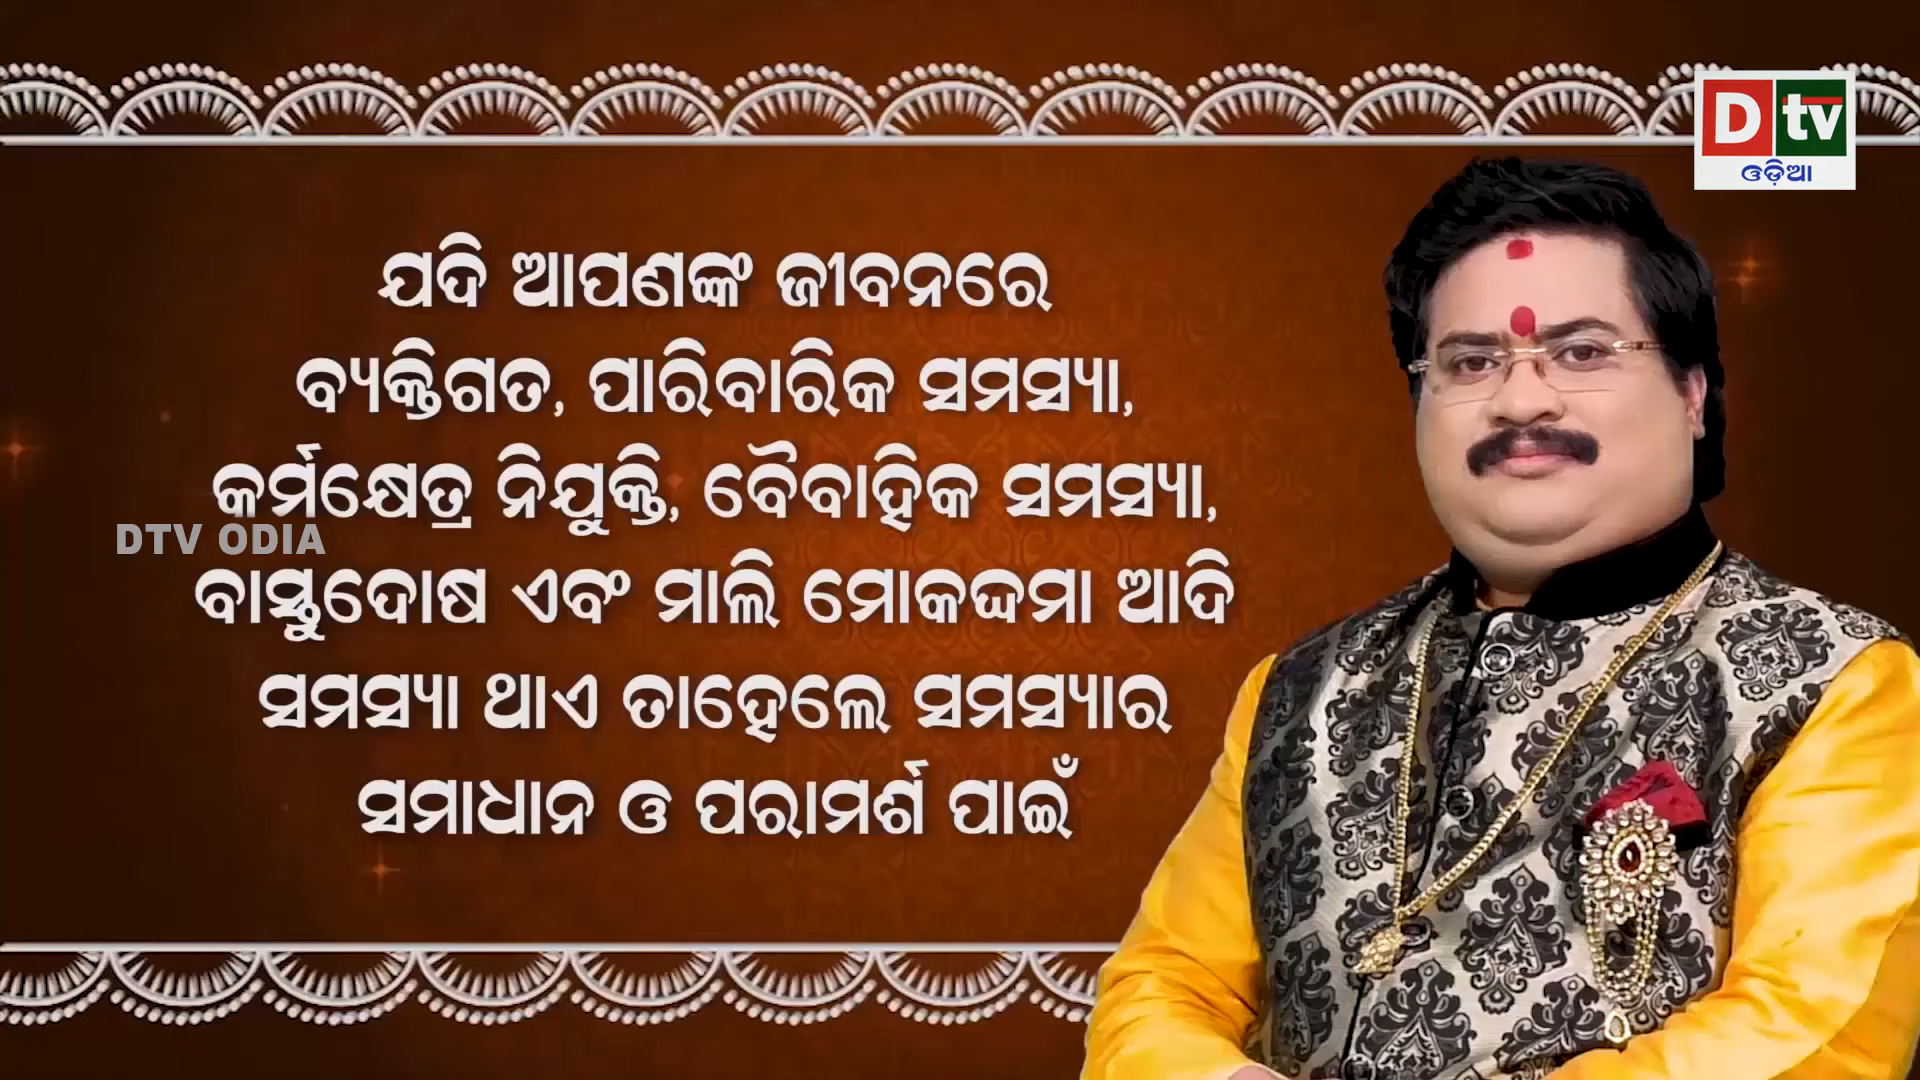 D tv
ଓଡ଼ିଆ
ଯଦି ଆପଣଙ୍କ ଜୀବନରେ
ବ୍ୟକ୍ତିଗତ, ପାରିବାରିକ ସମସ୍ୟା,
କର୍ମକ୍ଷେତ୍ର ନିଯୁକ୍ତି, ବୈବାହିକ ସମସ୍ୟା,
DTV ODIA
ବାସ୍ତୁଦୋଷ ଏବଂ ମାଲି ମୋକଦ୍ଦମା ଆଦି
ସମସ୍ୟା ଥାଏ ତାହେଲେ ସମସ୍ୟାର
ସମାଧାନ ଓ ପରାମର୍ଶ ପାଇଁ